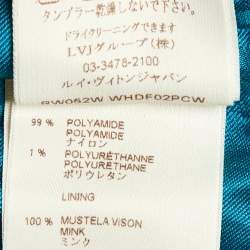 タンブラー乾燥しないで下さい。
ドライクリーニングできます
LVJグループ(株)
03-3478-2100
ルイ・ヴィトンジャパン
RW052W WHDF02PCW
99 % POLYAMIDE
POLYAMIDE
ナイロン
1 % POLYURÉTHANNE
POLYURETHANE
ポリウレタン
LINING
100 % MUSTELA VISON
MINK
ミンク